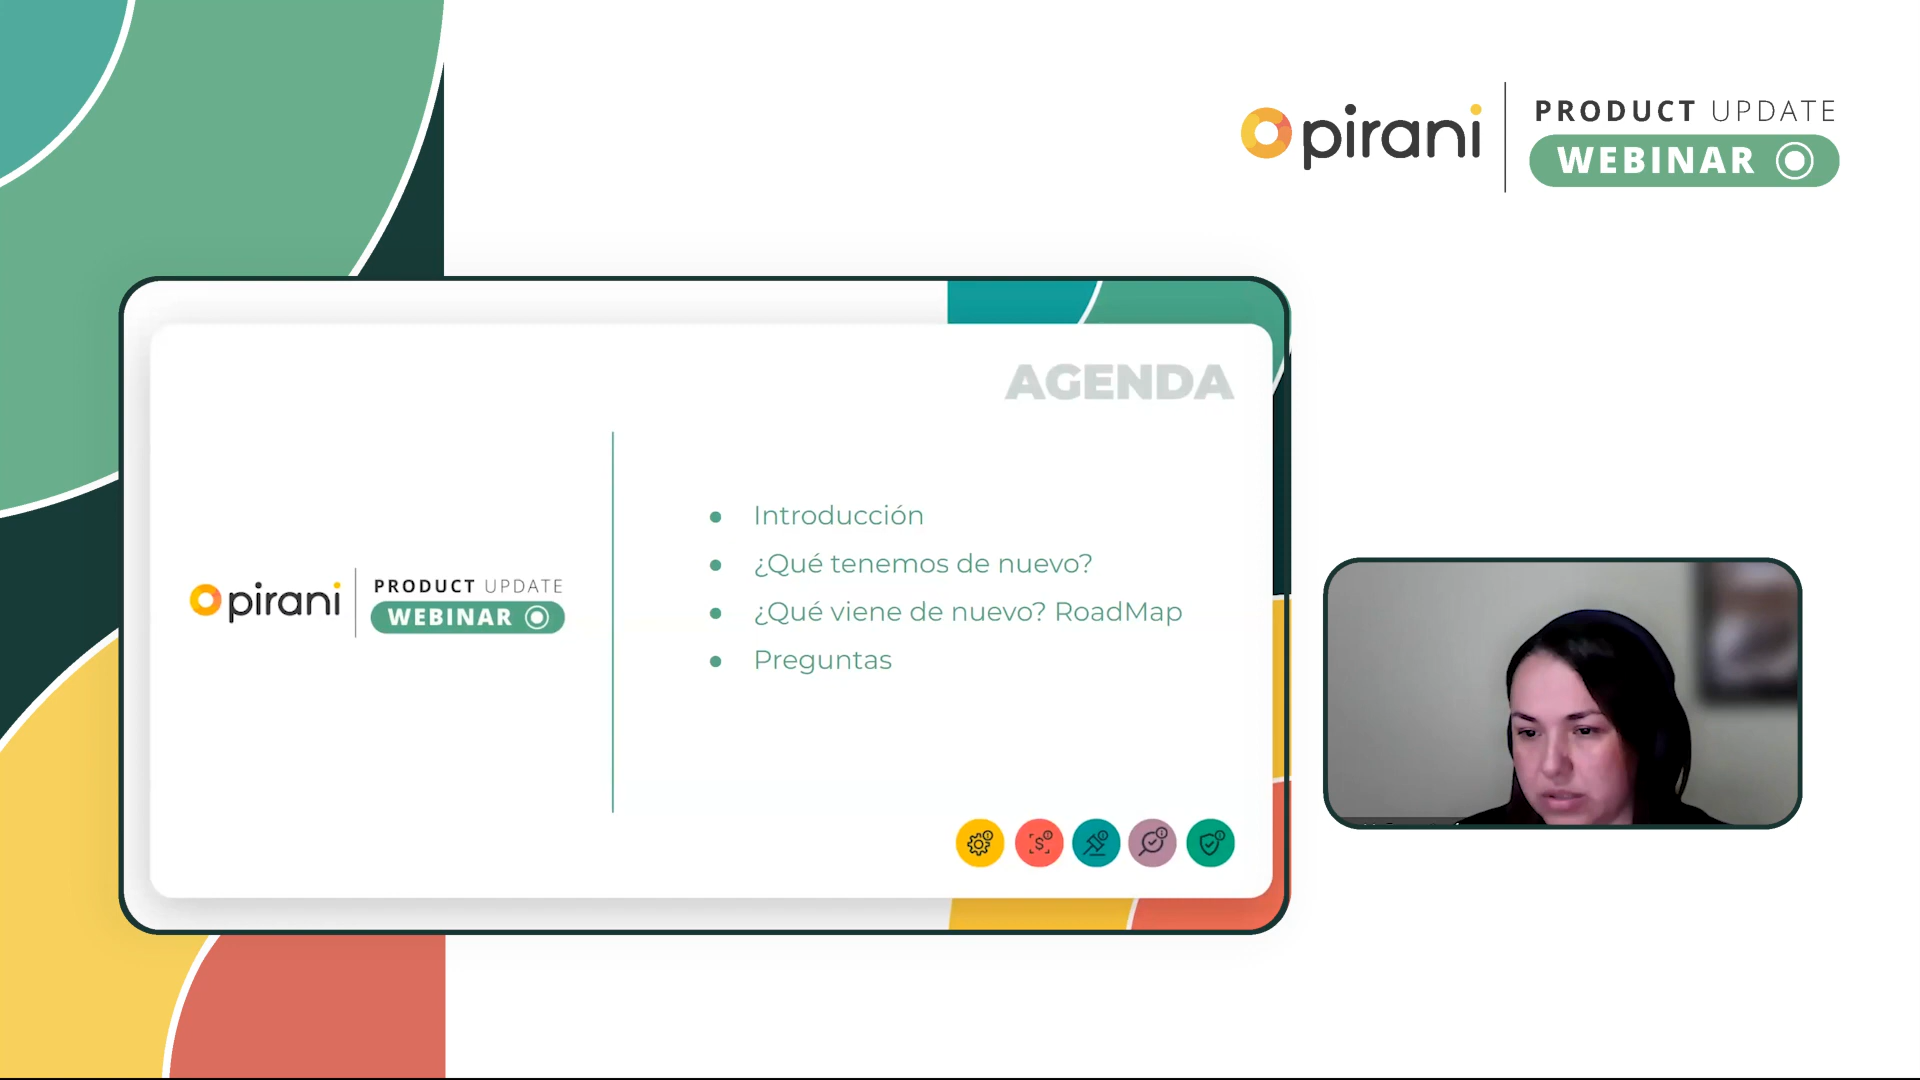 pirani
PRODUCT UPDATE
WEBINAR
AGENDA
pirani
PRODUCT UPDATE
WEBINAR
● Introducción
● ¿Qué tenemos de nuevo?
● ¿Qué viene de nuevo? RoadMap
● Preguntas